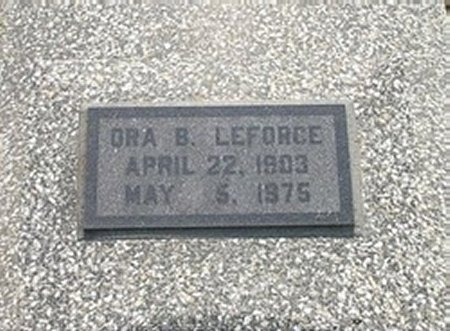 ORA B. LEFORCE
APRIL 22, 1903
MAY 5, 1975